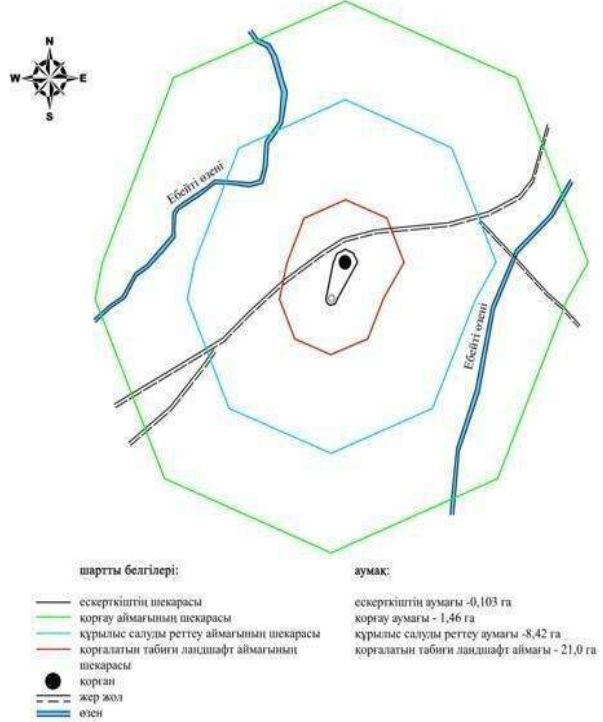 N
W E
S
Ебейті өзені
Ебейті өзені
шартты белгілері:
ескерткіштің шекарасы
қорғау аймағының шекарасы
құрылыс салуды реттеу аймағының шекарасы
қорғалатын табиғи ландшафт аймағының
шекарасы
қорған
жер жол
өзен
аумақ:
ескерткіштің аумағы -0,103 га
қорғау аумағы - 1,46 га
құрылыс салуды реттеу аумағы -8,42 га
қорғалатын табиғи ландшафт аймағы - 21,0 га